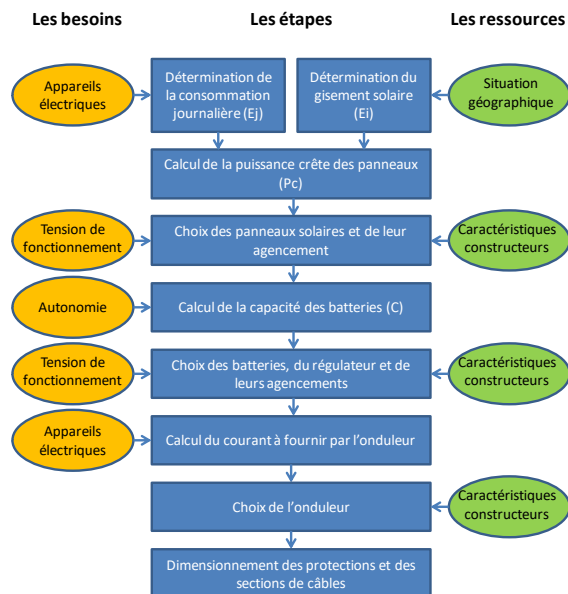 Les besoins
Les étapes
Les ressources
Appareils
électriques
Détermination de
la consommation
journalière (Ej)
Détermination du
gisement solaire
(Ei)
Situation
géographique
Calcul de la puissance crête des panneaux
(Pc)
Tension de
fonctionnement
Choix des panneaux solaires et de leur
agencement
Caractéristiques
constructeurs
Autonomie
Calcul de la capacité des batteries (C)
Tension de
fonctionnement
Choix des batteries, du régulateur et de
leurs agencements
Caractéristiques
constructeurs
Appareils
électriques
Calcul du courant à fournir par l'onduleur
Choix de l'onduleur
Caractéristiques
constructeurs
Dimensionnement des protections et des
sections de câbles